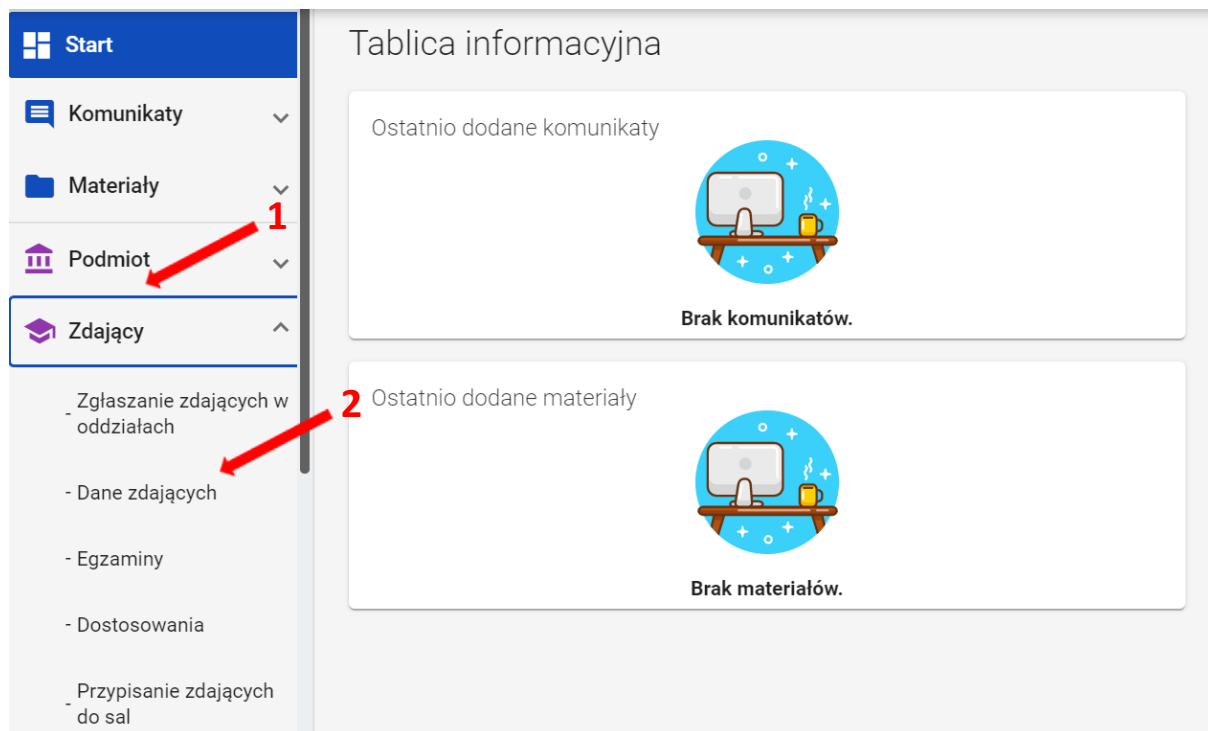 Start
Komunikaty
Materiały
1
Podmiot
Zdający
- Zgłaszanie zdających w
oddziałach
2
- Dane zdających
- Egzaminy
- Dostosowania
- Przypisanie zdających
do sal
Tablica informacyjna
Ostatnio dodane komunikaty
Brak komunikatów.
Ostatnio dodane materiały
Brak materiałów.